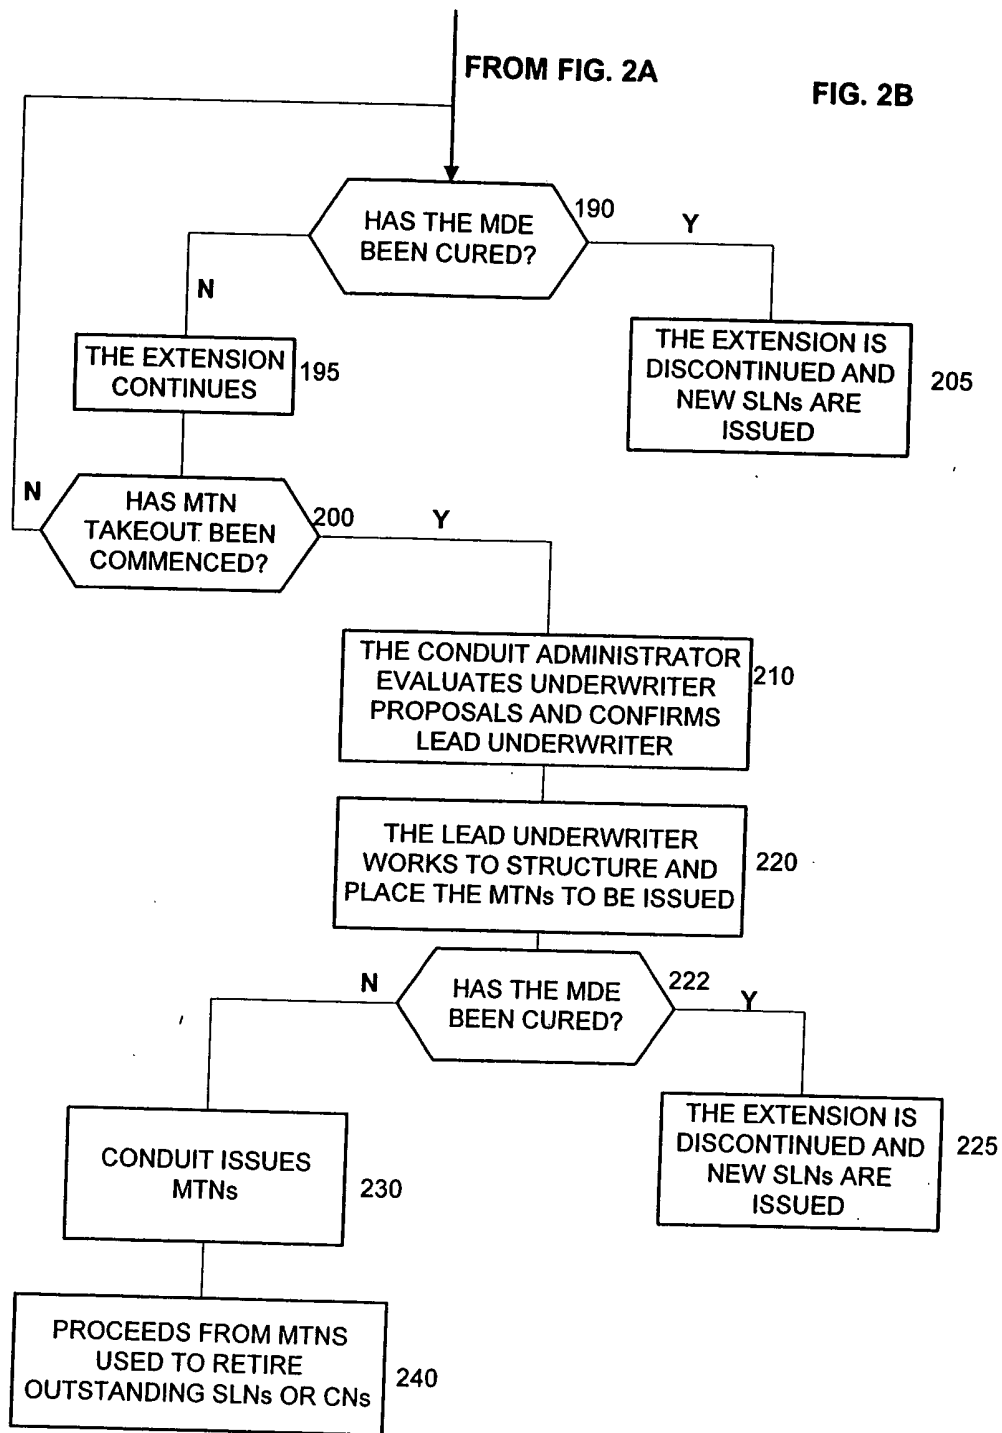 FROM FIG. 2A
FIG. 2B
HAS THE MDE
BEEN CURED?
190
Y
N
THE EXTENSION
CONTINUES
195
THE EXTENSION IS
DISCONTINUED AND
NEW SLNs ARE
ISSUED
205
N
HAS MTN
TAKEOUT BEEN
COMMENCED?
200
Y
THE CONDUIT ADMINISTRATOR
EVALUATES UNDERWRITER
PROPOSALS AND CONFIRMS
LEAD UNDERWRITER
210
THE LEAD UNDERWRITER
WORKS TO STRUCTURE AND
PLACE THE MTNs TO BE ISSUED
220
N
HAS THE MDE
BEEN CURED?
222
Y
THE EXTENSION IS
DISCONTINUED AND
NEW SLNs ARE
ISSUED
225
CONDUIT ISSUES
MTNs
230
PROCEEDS FROM MTNS
USED TO RETIRE
OUTSTANDING SLNs OR CNs
240